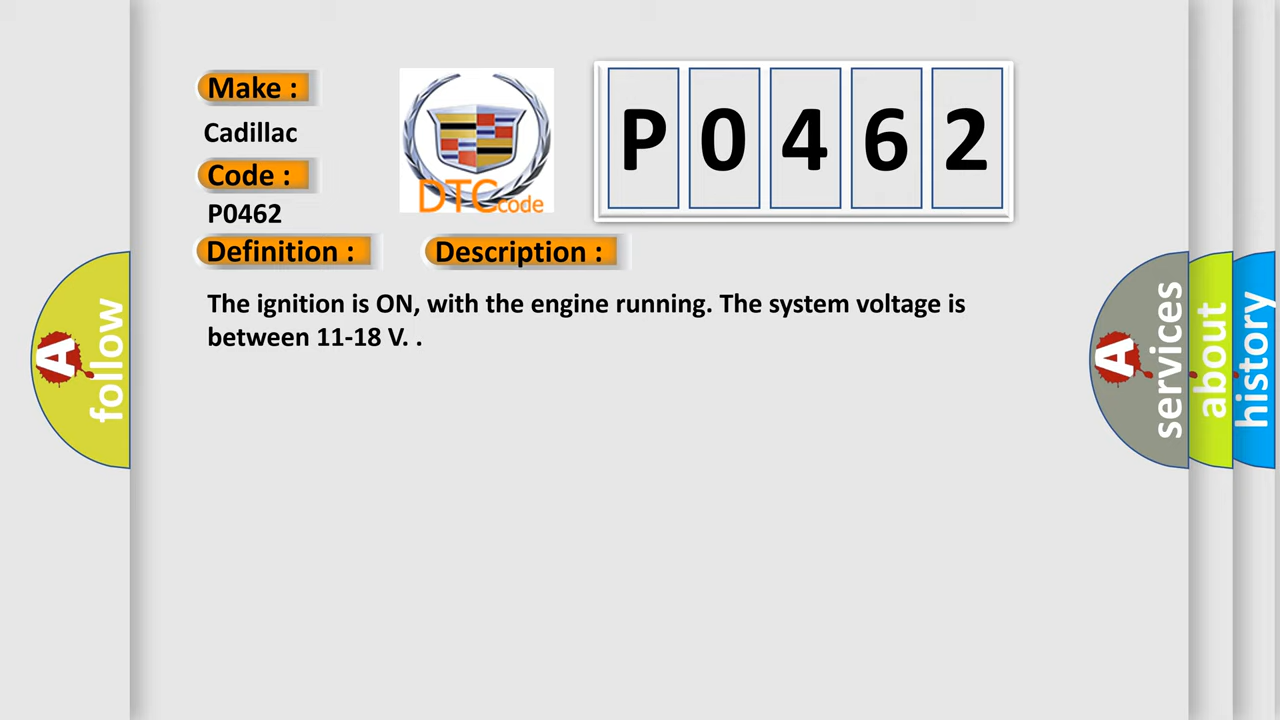 Make :
Cadillac
Code :
P0462
Definition :
Description :
The ignition is ON, with the engine running. The system voltage is
between 11-18 V. .
DTC code
P 0 4 6 2
A follow
A services
about
history